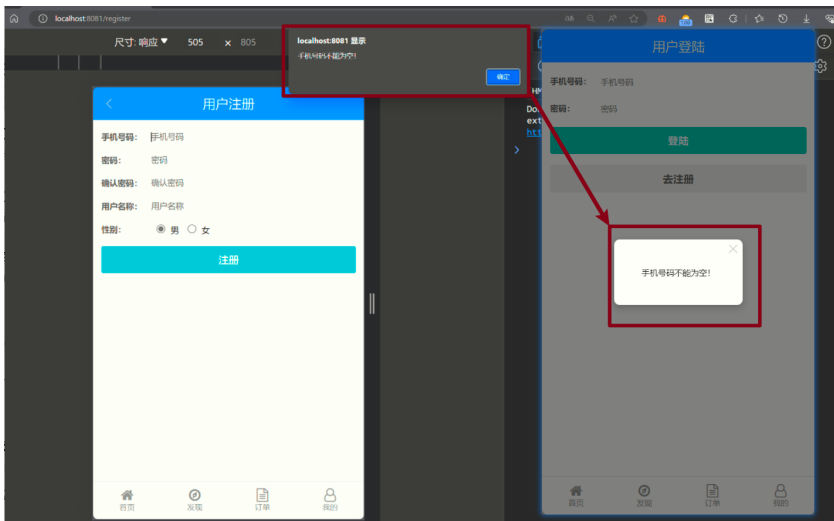 localhost:8081/register
尺寸: 响应 ▼ 505 × 805
localhost:8081 显示
手机号码不能为空!
确定
用户注册
手机号码: 手机号码
密码: 密码
确认密码: 确认密码
用户名称: 用户名称
性别: 男 女
注册
首页 发现 订单 我的
Do
ext
htt
用户登陆
手机号码: 手机号码
密码: 密码
登陆
去注册
手机号码不能为空!
首页 发现 订单 我的